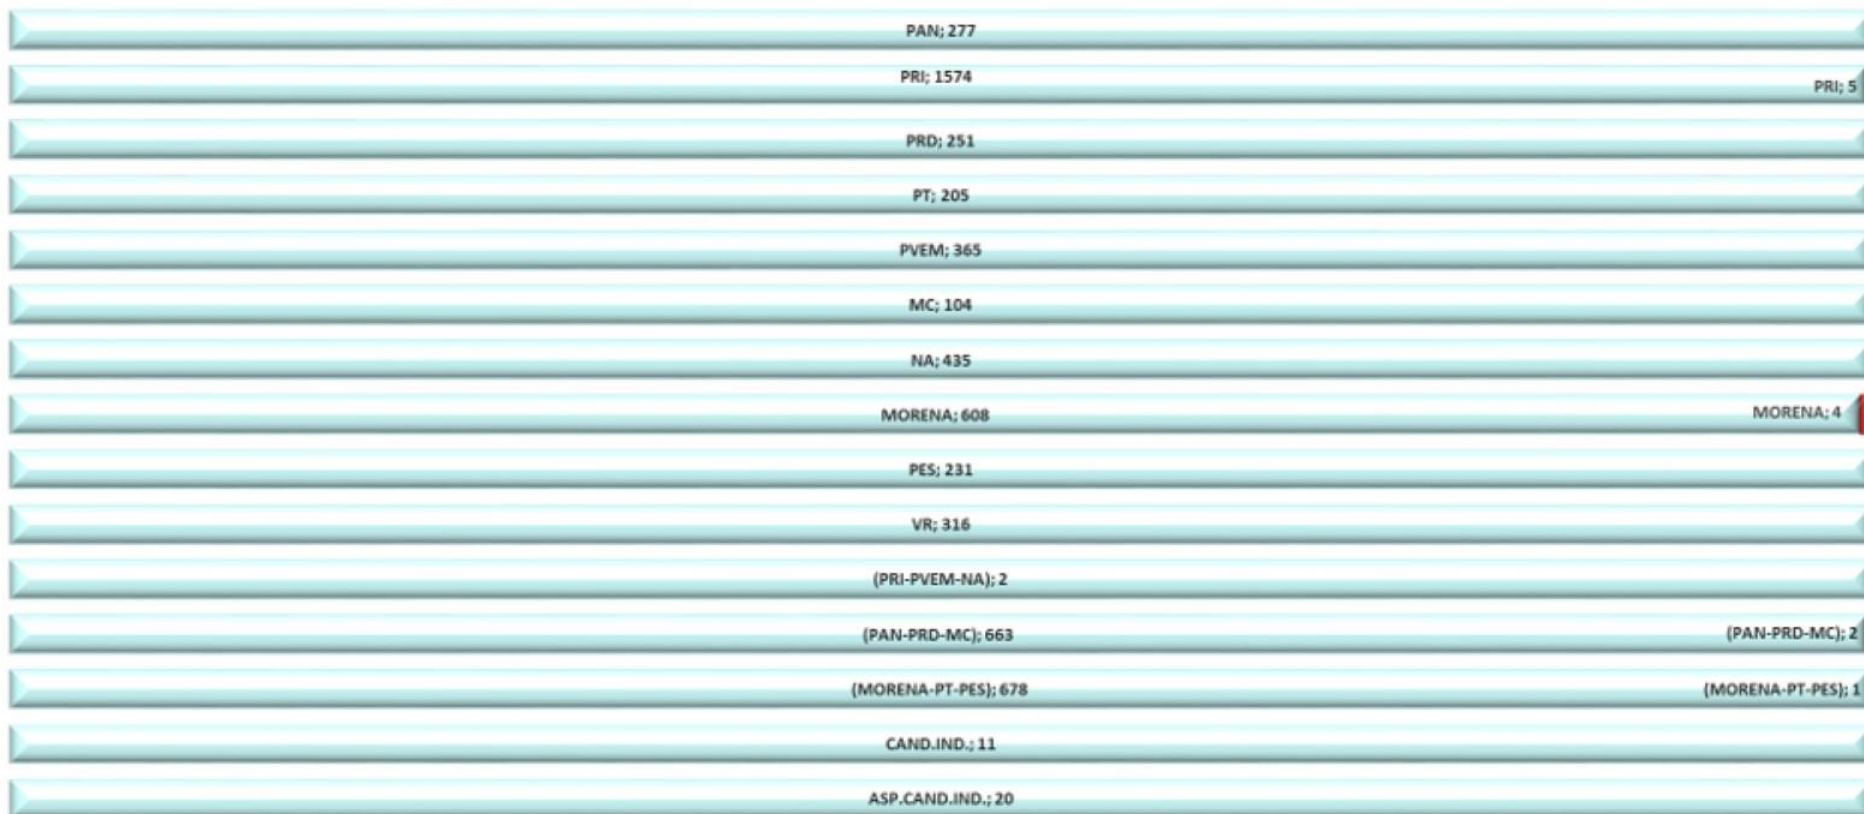 PAN; 277
PRI; 1574
PRI; 5
PRD; 251
PT; 205
PVEM; 365
MC; 104
NA; 435
MORENA; 608
MORENA; 4
PES; 231
VR; 316
(PRI-PVEM-NA); 2
(PAN-PRD-MC); 663
(PAN-PRD-MC); 2
(MORENA-PT-PES); 678
(MORENA-PT-PES); 1
CAND.IND.; 11
ASP.CAND.IND.; 20